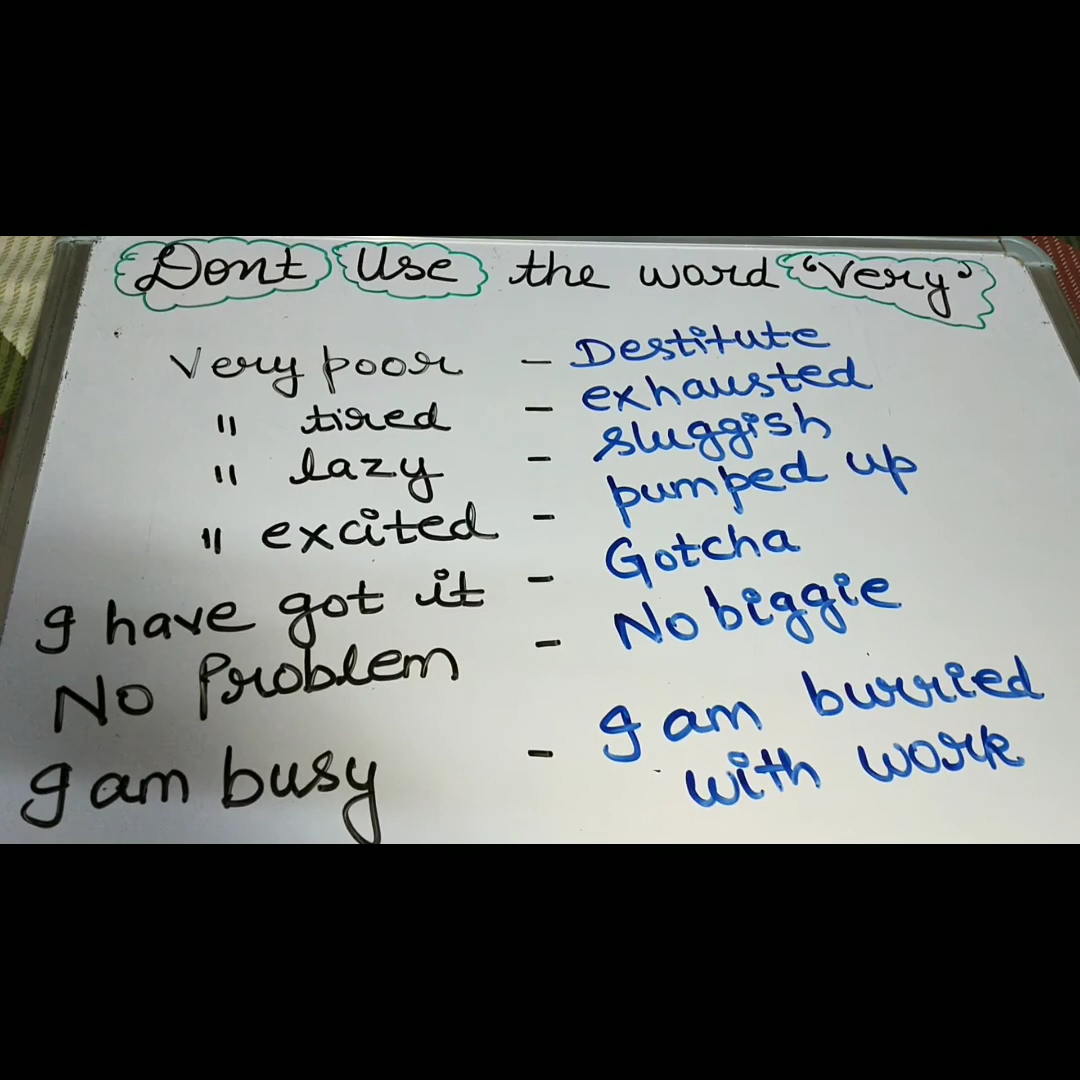 Dont Use the word "Very"
Very poor - Destitute
" tired - exhausted
" lazy - sluggish
" excited - pumped up
I have got it - Gotcha
No Problem - No biggie
I am busy - I am burried
with work